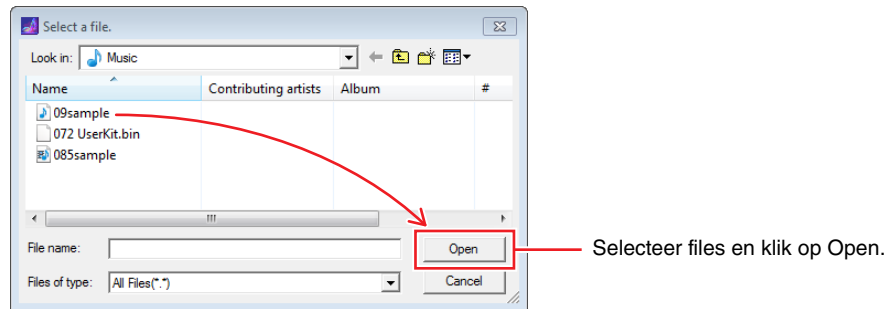 Select a file.
Look in: Music
Name Contributing artists Album #
09sample
072 UserKit.bin
085sample
File name: Open
Selecteer files en klik op Open.
Files of type: All Files(*.*) Cancel